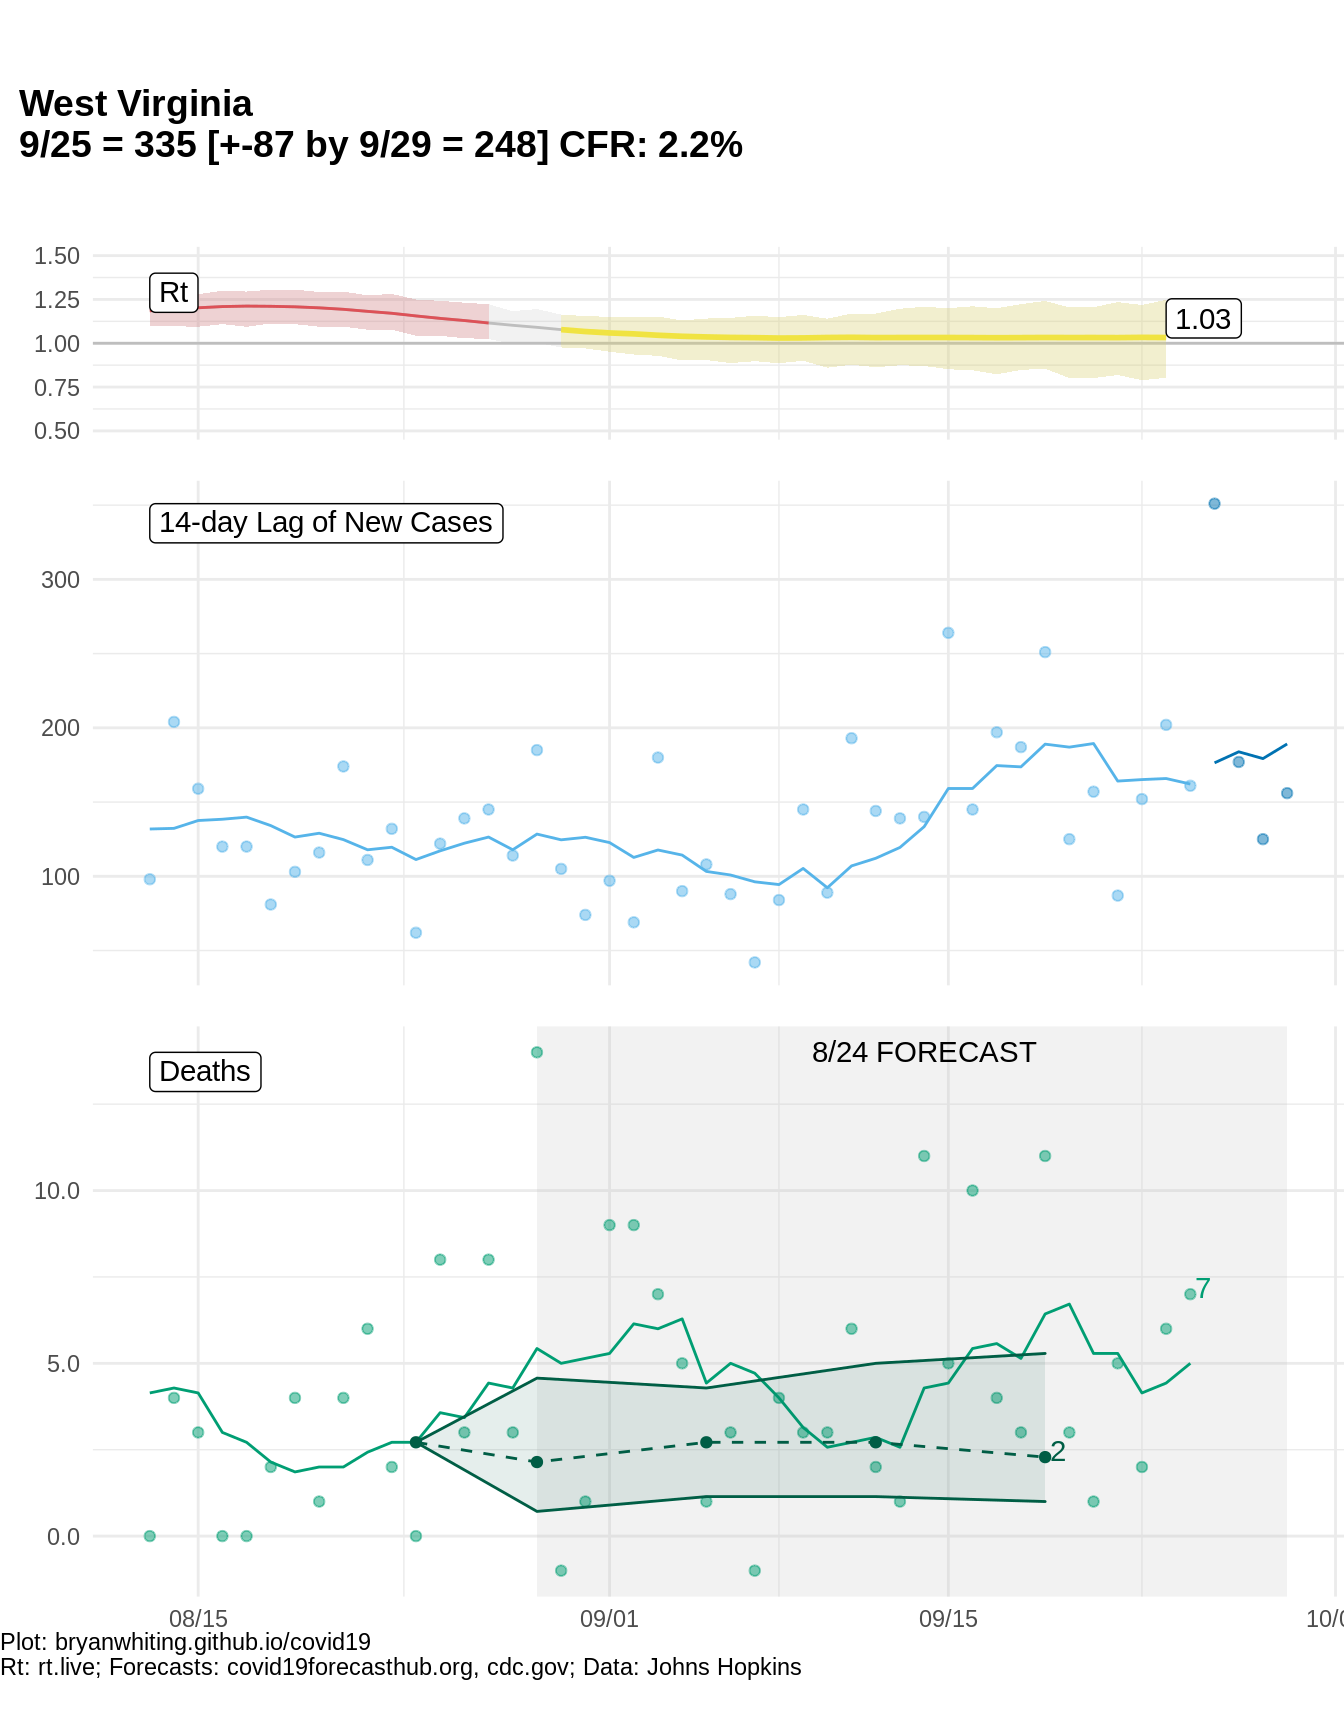 West Virginia
9/25 = 335 [+-87 by 9/29 = 248] CFR: 2.2%
1.50
1.25
1.00
0.75
0.50
Rt
1.03
14-day Lag of New Cases
300
200
100
Deaths
8/24 FORECAST
10.0
5.0
0.0
7
2
08/15
09/01
09/15
10/0
Plot: bryanwhiting.github.io/covid19
Rt: rt.live; Forecasts: covid19forecasthub.org, cdc.gov; Data: Johns Hopkins